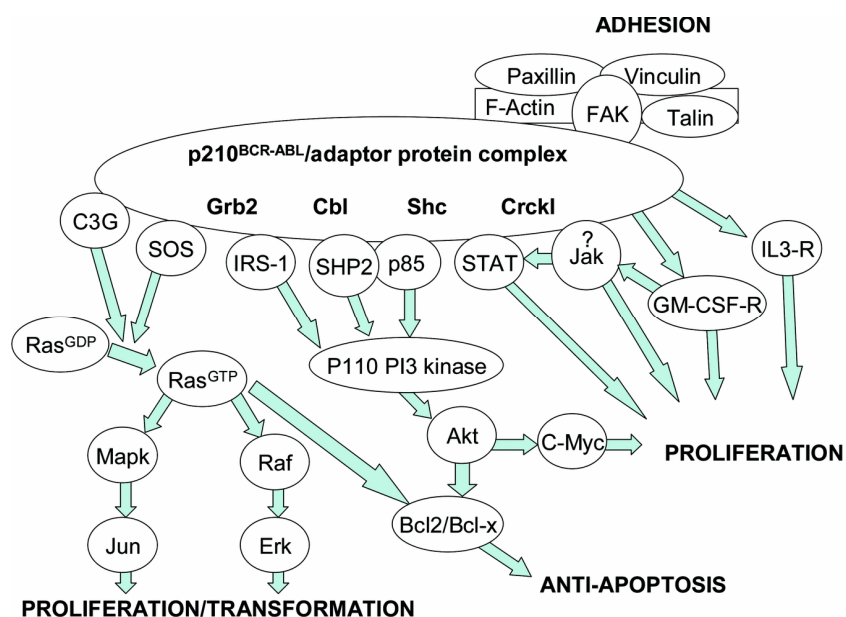 ADHESION
Paxillin
Vinculin
F-Actin
FAK
Talin
p210BCR-ABL/adaptor protein complex
Grb2
Cbl
Shc
Crckl
C3G
SOS
IRS-1
SHP2
p85
STAT
?
Jak
IL3-R
GM-CSF-R
RasGDP
RasGTP
P110 PI3 kinase
Mapk
Raf
Akt
C-Myc
PROLIFERATION
Jun
Erk
Bcl2/Bcl-x
ANTI-APOPTOSIS
PROLIFERATION/TRANSFORMATION